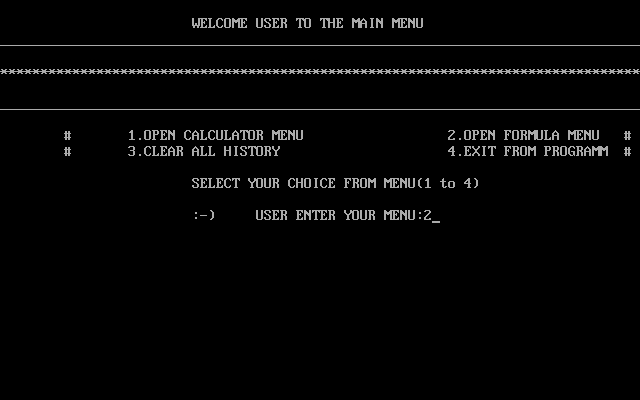 WELCOME USER TO THE MAIN MENU
********************************************************************************
# 1.OPEN CALCULATOR MENU 2.OPEN FORMULA MENU #
# 3.CLEAR ALL HISTORY 4.EXIT FROM PROGRAMM #
SELECT YOUR CHOICE FROM MENU(1 to 4)
:-) USER ENTER YOUR MENU:2_